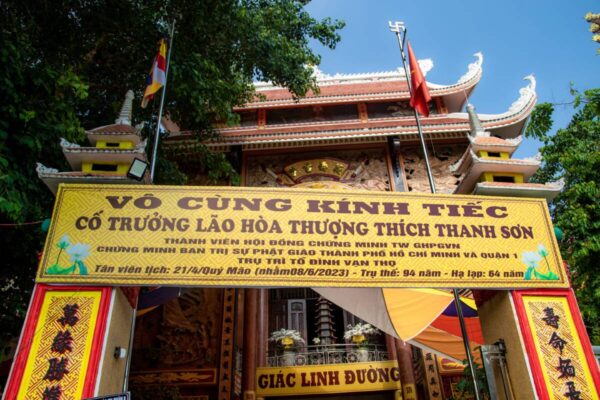 VÔ CÙNG KÍNH TIẾC
CỐ TRƯỞNG LÃO HÒA THƯỢNG THÍCH THANH SƠN
THÀNH VIÊN HỘI ĐỒNG CHỨNG MINH TW GHPGVN
CHỨNG MINH BAN TRỊ SỰ PHẬT GIÁO THÀNH PHỐ HỒ CHÍ MINH VÀ QUẬN 1
TRỤ TRÌ TỔ ĐÌNH VẠN THỌ
Tân viên tịch: 21/4/Quý Mão (nhằm08/6/2023) - Trụ thế: 94 năm - Hạ lạp: 64 năm
GIÁC LINH ĐƯỜNG